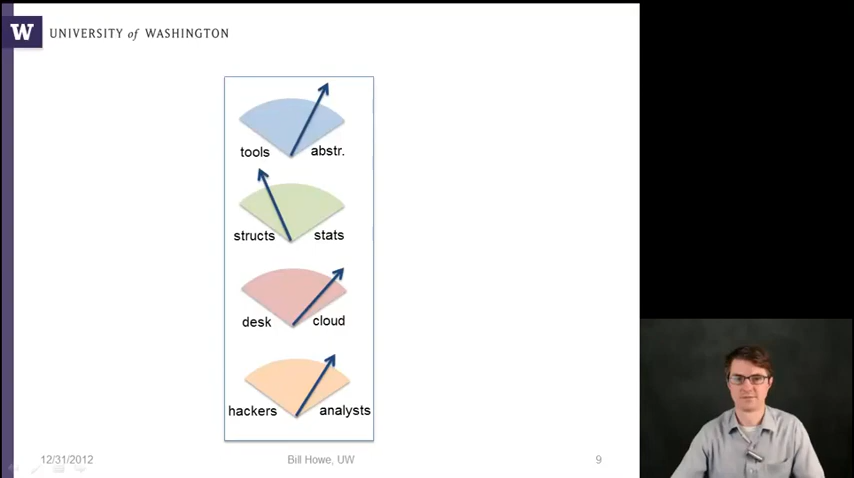 W UNIVERSITY of WASHINGTON
tools abstr.
structs stats
desk cloud
hackers analysts
12/31/2012 Bill Howe, UW 9